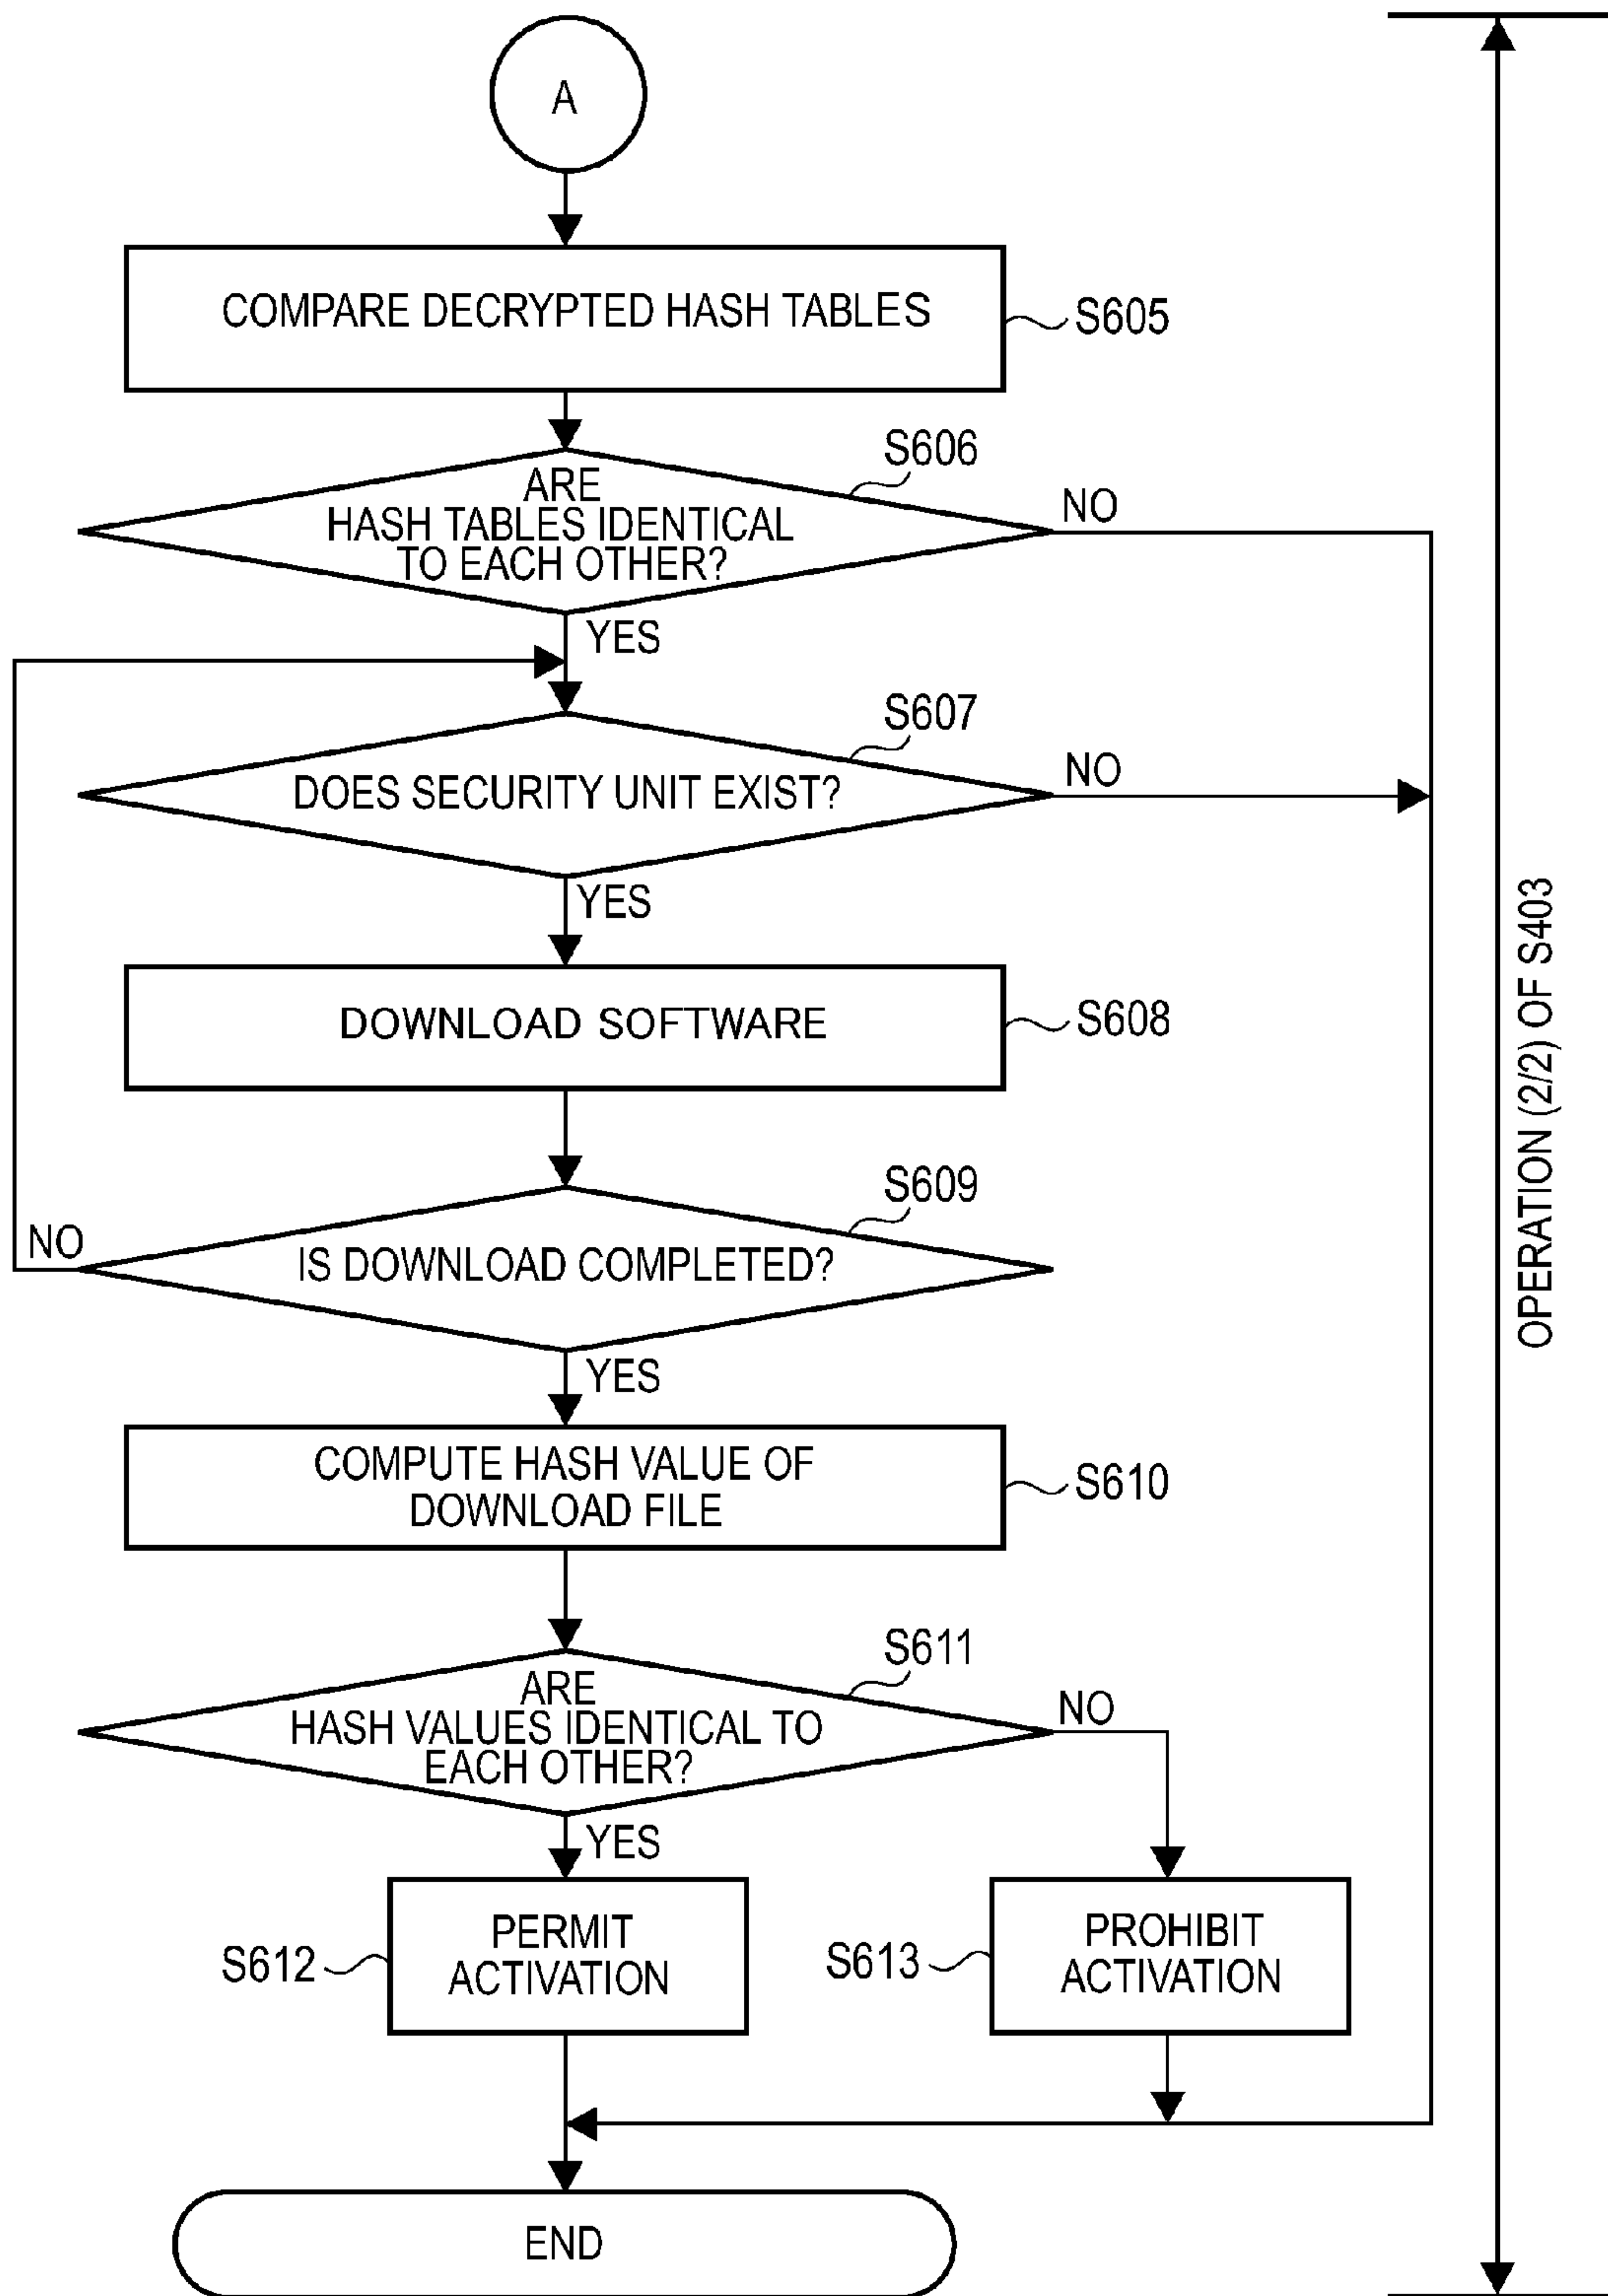 A
COMPARE DECRYPTED HASH TABLES
S605
S606
ARE
HASH TABLES IDENTICAL
TO EACH OTHER?
NO
YES
S607
DOES SECURITY UNIT EXIST?
NO
YES
DOWNLOAD SOFTWARE
S608
S609
IS DOWNLOAD COMPLETED?
NO
YES
COMPUTE HASH VALUE OF
DOWNLOAD FILE
S610
S611
ARE
HASH VALUES IDENTICAL TO
EACH OTHER?
NO
YES
PERMIT
ACTIVATION
S612
PROHIBIT
ACTIVATION
S613
END
OPERATION (2/2) OF S403